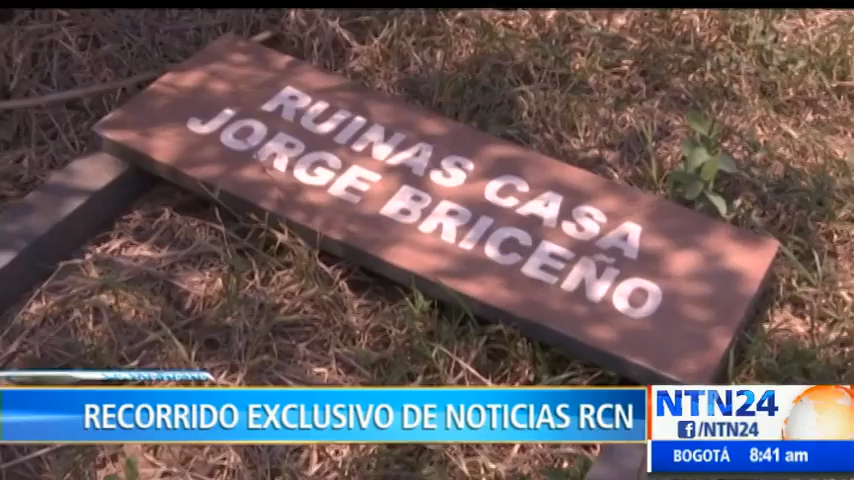 RUINAS CASA
JORGE BRICEÑO
RECORRIDO EXCLUSIVO DE NOTICIAS RCN
NTN24
f/NTN24
BOGOTÁ 8:41 am